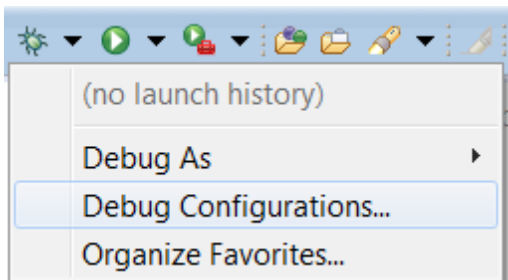 (no launch history)
Debug As
Debug Configurations...
Organize Favorites...